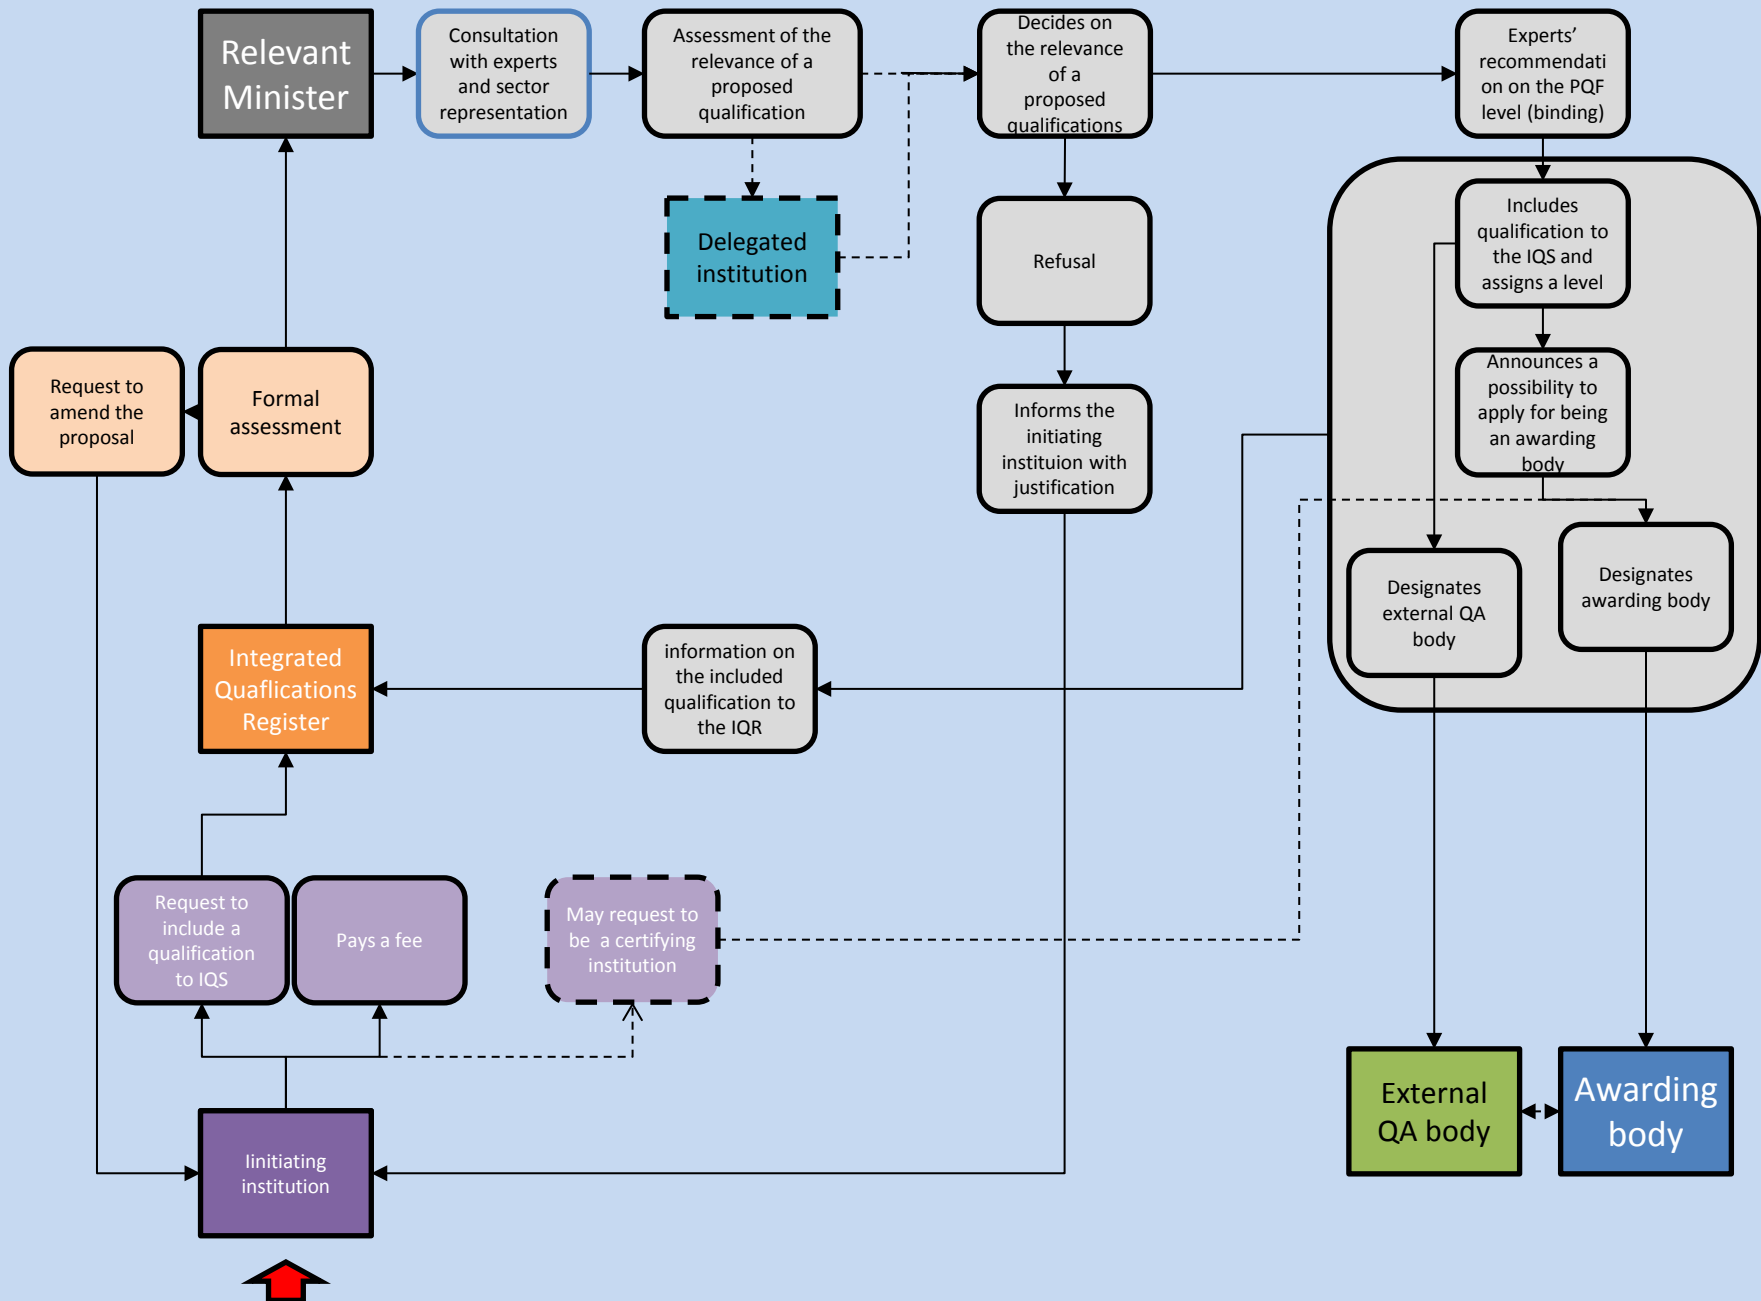 Relevant
Minister
Consultation
with experts
and sector
representation
Assessment of the
relevance of a
proposed
qualification
Decides on
the relevance
of a
proposed
qualifications
Experts'
recommendati
on on the PQF
level (binding)
Delegated
institution
Refusal
Includes
qualification to
the IQS and
assigns a level
Request to
amend the
proposal
Formal
assessment
Informs the
initiating
instituion with
justification
Announces a
possibility to
apply for being
an awarding
body
Designates
external QA
body
Designates
awarding body
Integrated
Quaflications
Register
information on
the included
qualification to
the IQR
Request to
include a
qualification
to IQS
Pays a fee
May request to
be a certifying
institution
External
QA body
Awarding
body
Iinitiating
institution